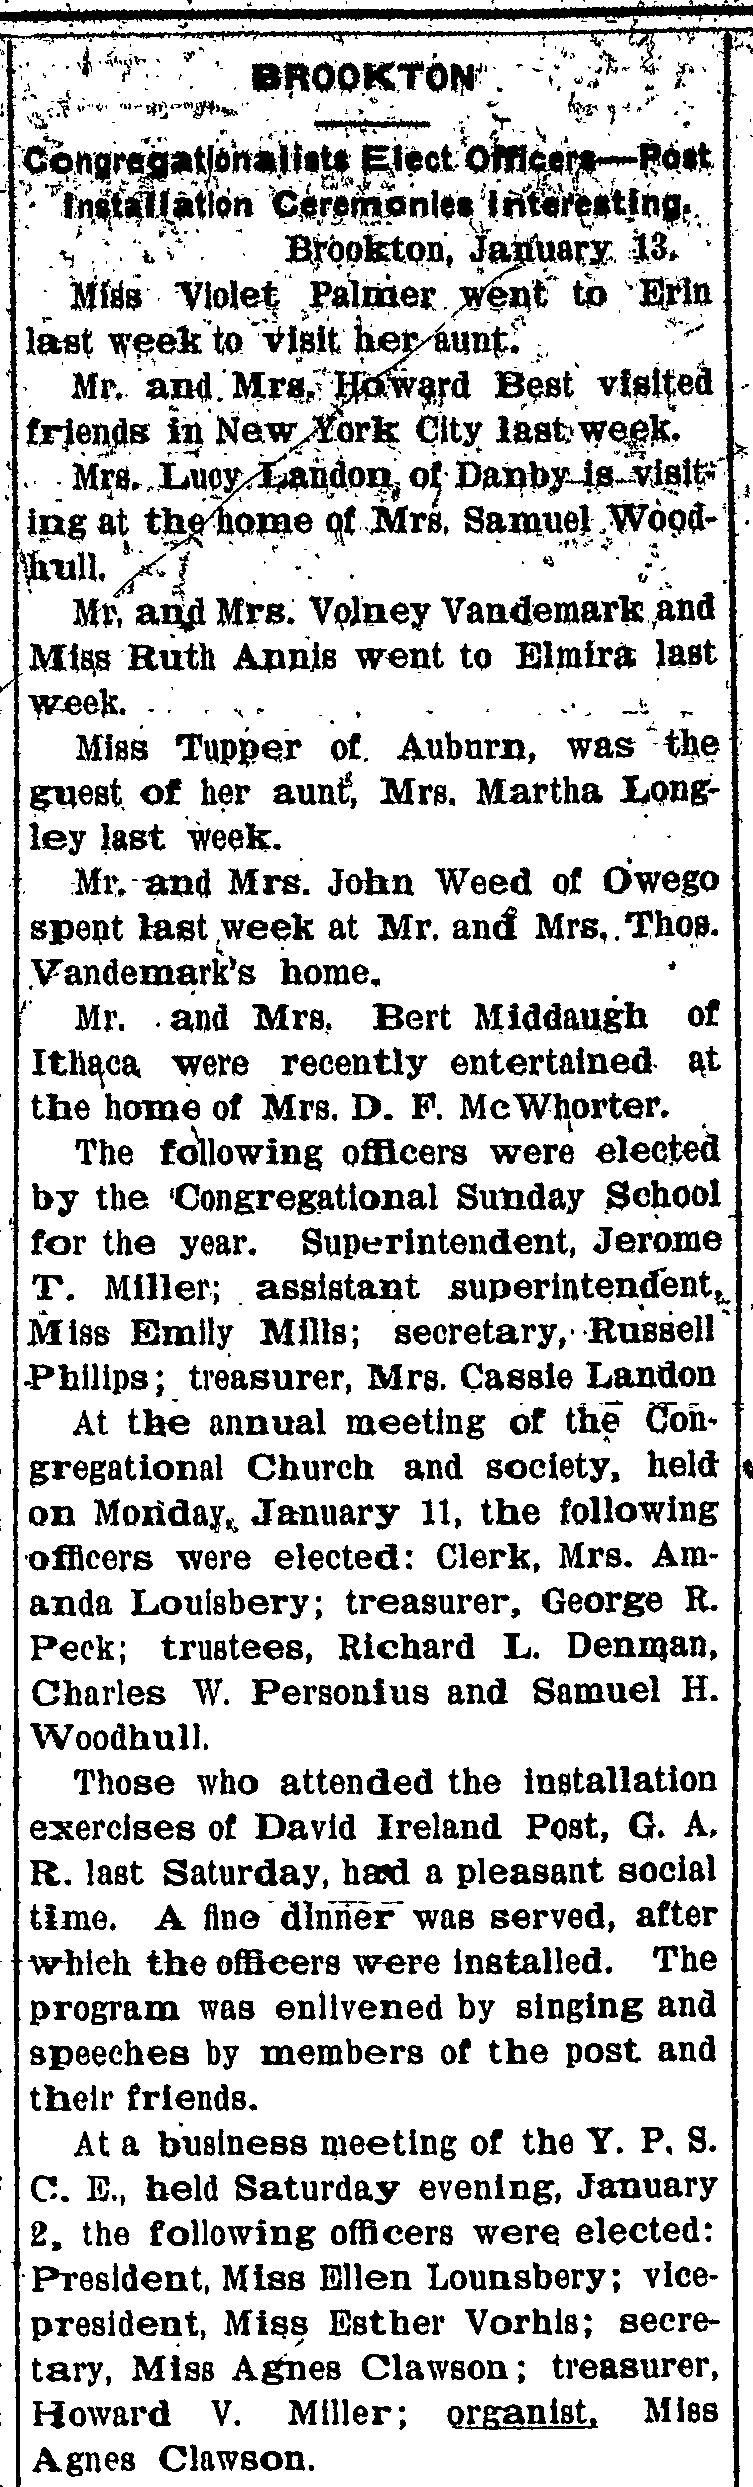 BROOKTON
Congregationalists Elect Officers—Post
Installation Ceremonies Interesting.
Brookton, January 13.
Miss Violet Palmer went to Erin
last week to visit her aunt.
Mr. and Mrs. Howard Best visited
friends in New York City last week.
Mrs. Lucy Landon, of Danby is visit-
ing at the home of Mrs. Samuel Wood-
hull.
Mr. and Mrs. Volney Vandemark and
Miss Ruth Annis went to Elmira last
week.
Miss Tupper of Auburn, was the
guest of her aunt, Mrs. Martha Long-
ley last week.
Mr. and Mrs. John Weed of Owego
spent last week at Mr. and Mrs. Thos.
Vandemark's home.
Mr. and Mrs. Bert Middaugh of
Ithaca were recently entertained at
the home of Mrs. D. F. McWhorter.
The following officers were elected
by the Congregational Sunday School
for the year. Superintendent, Jerome
T. Miller; assistant superintendent,
Miss Emily Mills; secretary, Russell
Philips; treasurer, Mrs. Cassie Landon
At the annual meeting of the Con-
gregational Church and society, held
on Monday, January 11, the following
officers were elected: Clerk, Mrs. Am-
anda Louisbery; treasurer, George R.
Peck; trustees, Richard L. Denman,
Charles W. Personius and Samuel H.
Woodhull.
Those who attended the installation
exercises of David Ireland Post, G. A.
R. last Saturday, had a pleasant social
time. A fine dinner was served, after
which the officers were installed. The
program was enlivened by singing and
speeches by members of the post and
their friends.
At a business meeting of the Y. P. S.
C. E., held Saturday evening, January
2, the following officers were elected:
President, Miss Ellen Lounsbery; vice-
president, Miss Esther Vorhis; secre-
tary, Miss Agnes Clawson; treasurer,
Howard V. Miller; organist, Miss
Agnes Clawson.